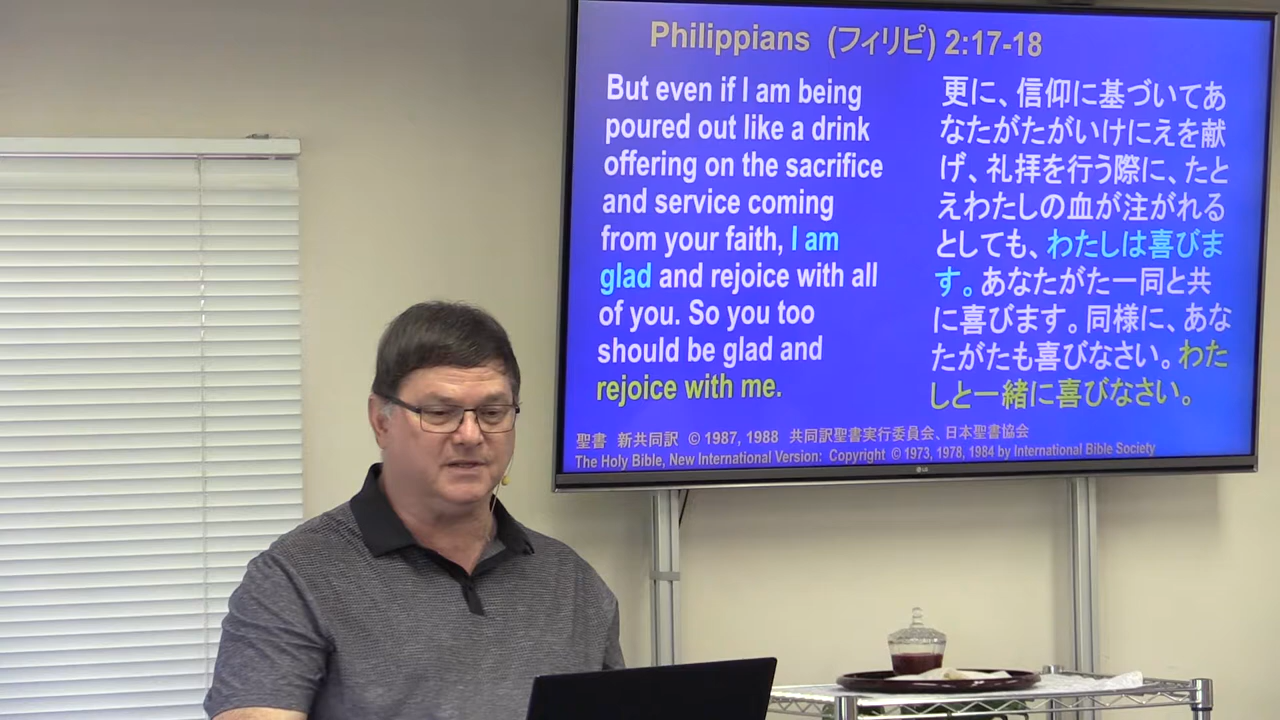 Philippians (フィリピ) 2:17-18
But even if I am being
poured out like a drink
offering on the sacrifice
and service coming
from your faith, I am
glad and rejoice with all
of you. So you too
should be glad and
rejoice with me.
更に、信仰に基づいてあ
なたがたがいけにえを献
げ、礼拝を行う際に、たと
えわたしの血が注がれる
としても、わたしは喜びま
す。あなたがた一同と共
に喜びます。同様に、あな
たがたも喜びなさい。わた
しと一緒に喜びなさい。
聖書 新共同訳 © 1987, 1988 共同訳聖書実行委員会、日本聖書協会
The Holy Bible, New International Version: Copyright © 1973, 1978, 1984 by International Bible Society
LG